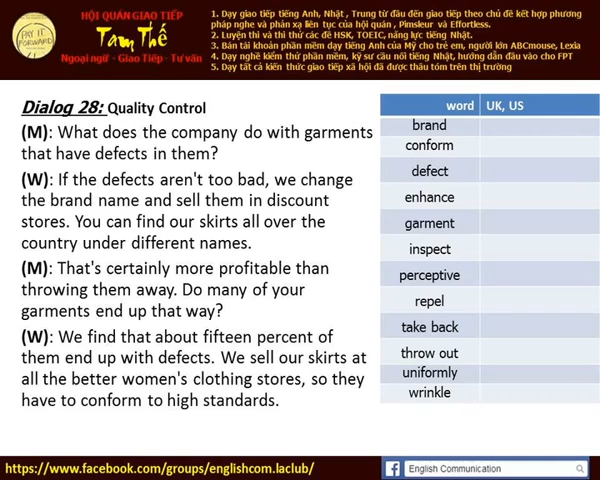 PAY IT
FORWARD
HỘI QUÁN GIAO TIẾP
Tam Thế
Ngoại ngữ - Giao Tiếp - Tư vấn
1. Dạy giao tiếp tiếng Anh, Nhật , Trung từ đầu đến giao tiếp theo chủ đề kết hợp phương
pháp nghe và phản xạ liên tục của hội quán , Pimsleur và Effortless.
2. Luyện thi và thi thử các đề HSK, TOEIC, năng lực tiếng Nhật.
3. Bán tài khoản phần mềm dạy tiếng Anh của Mỹ cho trẻ em, người lớn ABCmouse, Lexia
4. Dạy nghề kiểm thử phần mềm, kỹ sư cầu nối tiếng Nhật, hướng dẫn đầu vào cho FPT
5. Dạy tất cả kiến thức giao tiếp xã hội đã được thâu tóm trên thị trường
Dialog 28: Quality Control
(M): What does the company do with garments
that have defects in them?
(W): If the defects aren't too bad, we change
the brand name and sell them in discount
stores. You can find our skirts all over the
country under different names.
(M): That's certainly more profitable than
throwing them away. Do many of your
garments end up that way?
(W): We find that about fifteen percent of
them end up with defects. We sell our skirts at
all the better women's clothing stores, so they
have to conform to high standards.
word UK, US
brand
conform
defect
enhance
garment
inspect
perceptive
repel
take back
throw out
uniformly
wrinkle
https://www.facebook.com/groups/englishcom.laclub/
English Communication